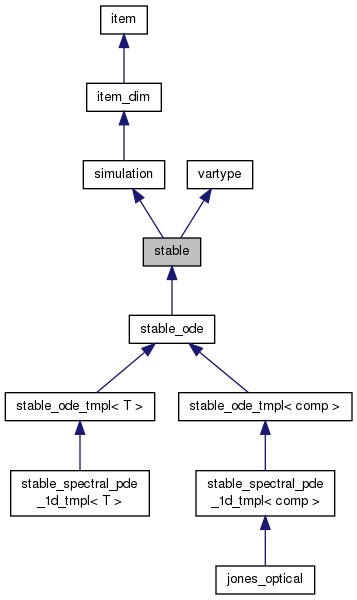 item
item_dim
simulation
vartype
stable
stable_ode
stable_ode_tmpl< T >
stable_ode_tmpl< comp >
stable_spectral_pde
_1d_tmpl< T >
stable_spectral_pde
_1d_tmpl< comp >
jones_optical